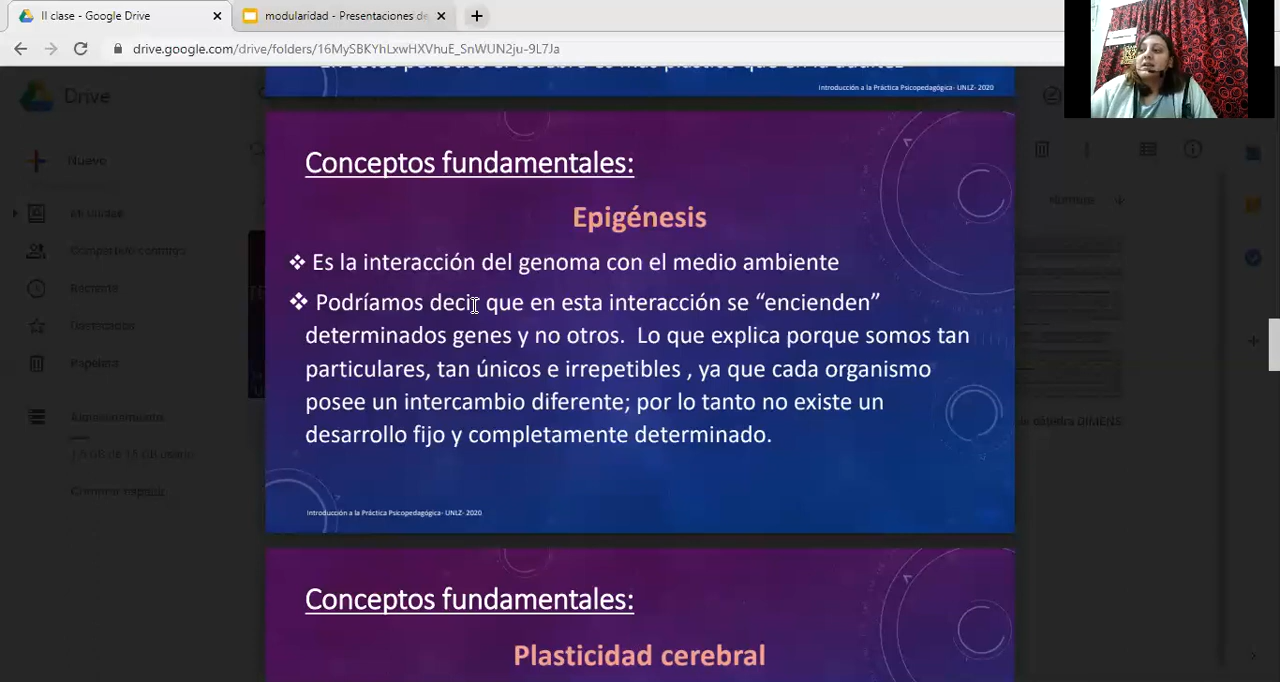 II clase - Google Drive
modularidad - Presentaciones de
drive.google.com/drive/folders/16MySBKYhLxwHXVhuE_SnWUN2ju-9L7Ja
Introducción a la Práctica Psicopedagógica- UNLZ- 2020
Drive
Nuevo
Conceptos fundamentales:
Epigénesis
❖ Es la interacción del genoma con el medio ambiente
❖ Podríamos decir que en esta interacción se “encienden”
determinados genes y no otros. Lo que explica porque somos tan
particulares, tan únicos e irrepetibles , ya que cada organismo
posee un intercambio diferente; por lo tanto no existe un
desarrollo fijo y completamente determinado.
Introducción a la Práctica Psicopedagógica- UNLZ- 2020
Conceptos fundamentales:
Plasticidad cerebral